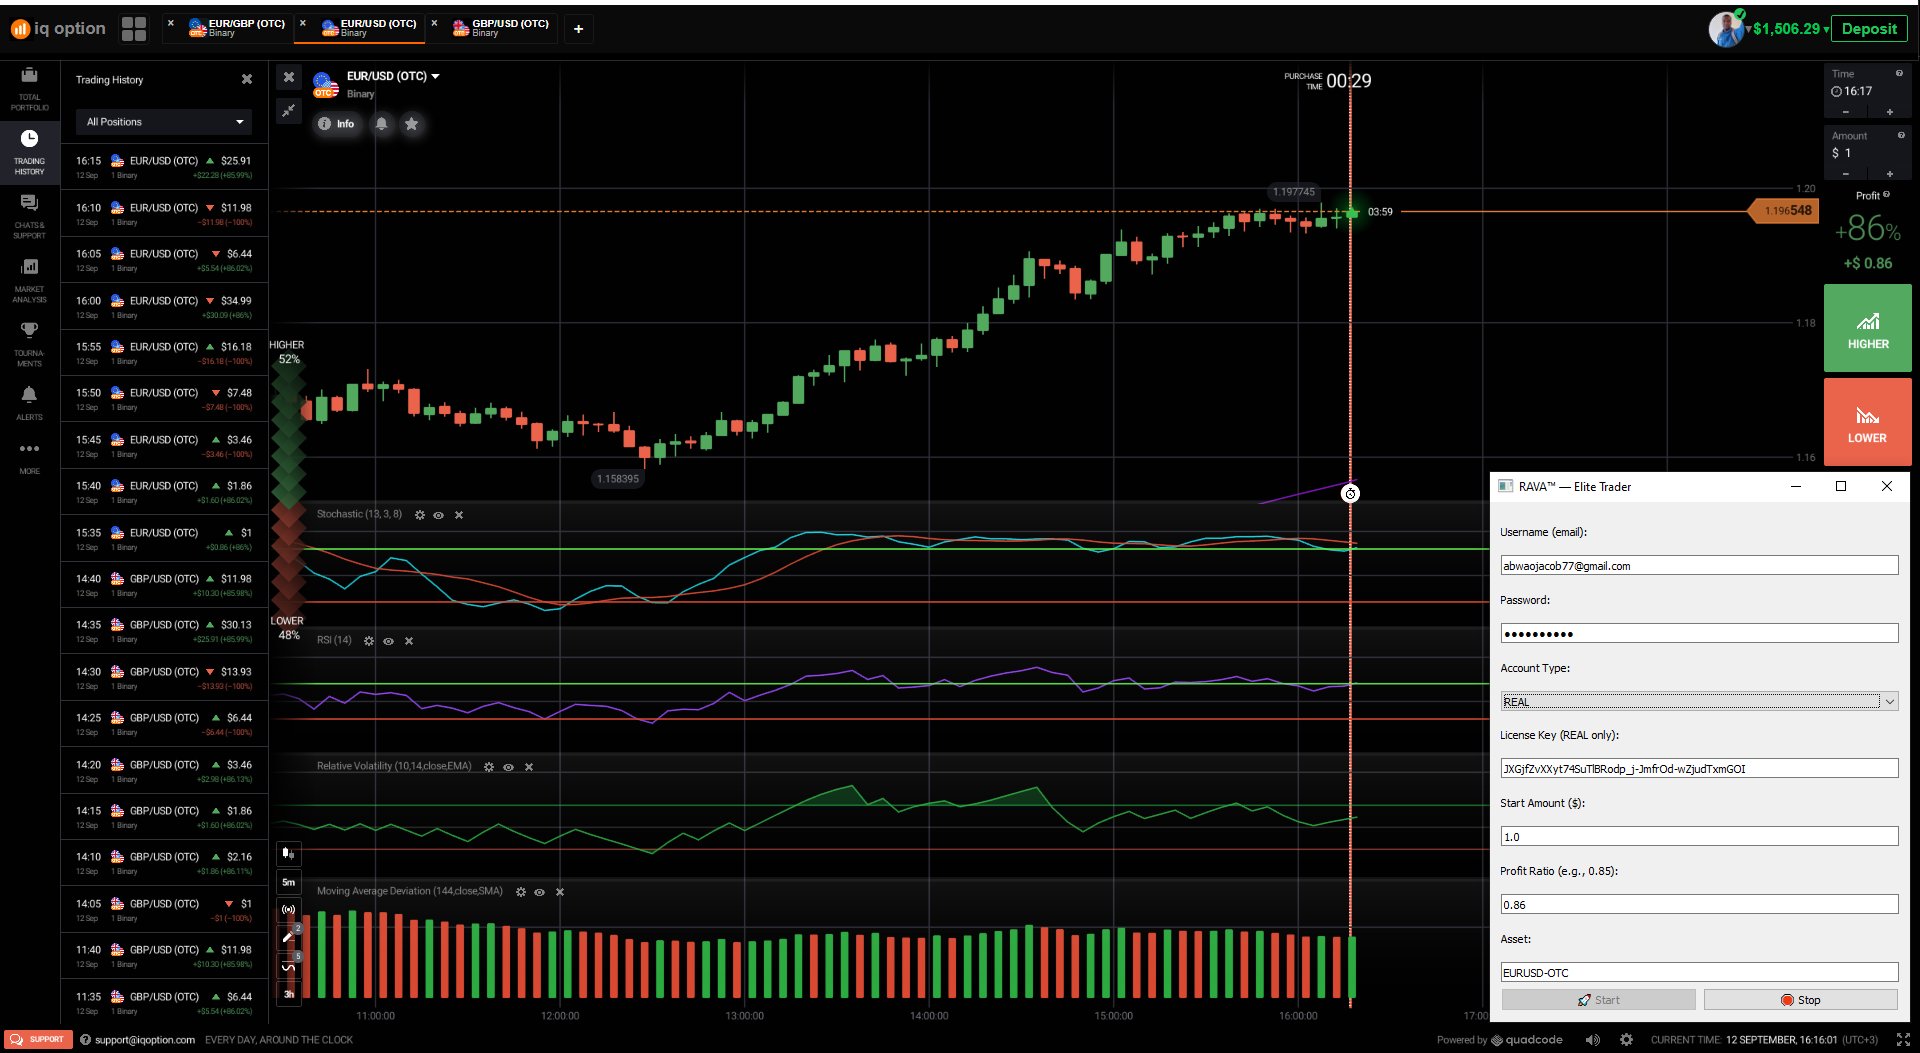 iq option
EUR/GBP (OTC)
Binary
EUR/USD (OTC)
Binary
GBP/USD (OTC)
Binary
+
$1,506.29
Deposit
TOTAL
PORTFOLIO
TRADING
HISTORY
CHATS &
SUPPORT
MARKET
ANALYSIS
TOURNA-
MENTS
ALERTS
MORE
Trading History
All Positions
16:15 EUR/USD (OTC) $25.91
12 Sep 1 Binary +$22.28 (+85.99%)
16:10 EUR/USD (OTC) $11.98
12 Sep 1 Binary -$11.98 (-100%)
16:05 EUR/USD (OTC) $6.44
12 Sep 1 Binary +$5.54 (+86.02%)
16:00 EUR/USD (OTC) $34.99
12 Sep 1 Binary +$30.09 (+86%)
15:55 EUR/USD (OTC) $16.18
12 Sep 1 Binary -$16.18 (-100%)
15:50 EUR/USD (OTC) $7.48
12 Sep 1 Binary -$7.48 (-100%)
15:45 EUR/USD (OTC) $3.46
12 Sep 1 Binary -$3.46 (-100%)
15:40 EUR/USD (OTC) $1.86
12 Sep 1 Binary +$1.60 (+86.02%)
15:35 EUR/USD (OTC) $1
12 Sep 1 Binary +$0.86 (+86%)
14:40 GBP/USD (OTC) $11.98
12 Sep 1 Binary +$10.30 (+85.98%)
14:35 GBP/USD (OTC) $30.13
12 Sep 1 Binary +$25.91 (+85.99%)
14:30 GBP/USD (OTC) $13.93
12 Sep 1 Binary -$13.93 (-100%)
14:25 GBP/USD (OTC) $6.44
12 Sep 1 Binary -$6.44 (-100%)
14:20 GBP/USD (OTC) $3.46
12 Sep 1 Binary +$2.98 (+86.13%)
14:15 GBP/USD (OTC) $1.86
12 Sep 1 Binary +$1.60 (+86.02%)
14:10 GBP/USD (OTC) $2.16
12 Sep 1 Binary +$1.86 (+86.11%)
14:05 GBP/USD (OTC) $1
12 Sep 1 Binary -$1 (-100%)
11:40 GBP/USD (OTC) $11.98
12 Sep 1 Binary +$10.30 (+85.98%)
11:35 GBP/USD (OTC) $6.44
12 Sep 1 Binary +$5.54 (+86.02%)
EUR/USD (OTC)
Binary
OTC
Info
PURCHASE
TIME 00:29
HIGHER
52%
LOWER
48%
1.197745
03:59
1.158395
1.20
1.196548
1.18
1.16
Stochastic (13, 3, 8)
RSI (14)
Relative Volatility (10,14,close,EMA)
Moving Average Deviation (144,close,SMA)
5m
2
5
3h
11:00:00
12:00:00
13:00:00
14:00:00
15:00:00
16:00:00
17:00
Time
16:17
- +
Amount
$ 1
- +
Profit
+86%
+$ 0.86
HIGHER
LOWER
RAVA™ — Elite Trader
Username (email):
abwaojacob77@gmail.com
Password:
●●●●●●●●●●
Account Type:
REAL
License Key (REAL only):
JXGjfZvXXyt74SuTlBRodp_j-JmfrOd-wZjudTxmGOI
Start Amount ($):
1.0
Profit Ratio (e.g., 0.85):
0.86
Asset:
EURUSD-OTC
Start
Stop
SUPPORT
support@iqoption.com EVERY DAY, AROUND THE CLOCK
Powered by quadcode
CURRENT TIME: 12 SEPTEMBER, 16:16:01 (UTC+3)